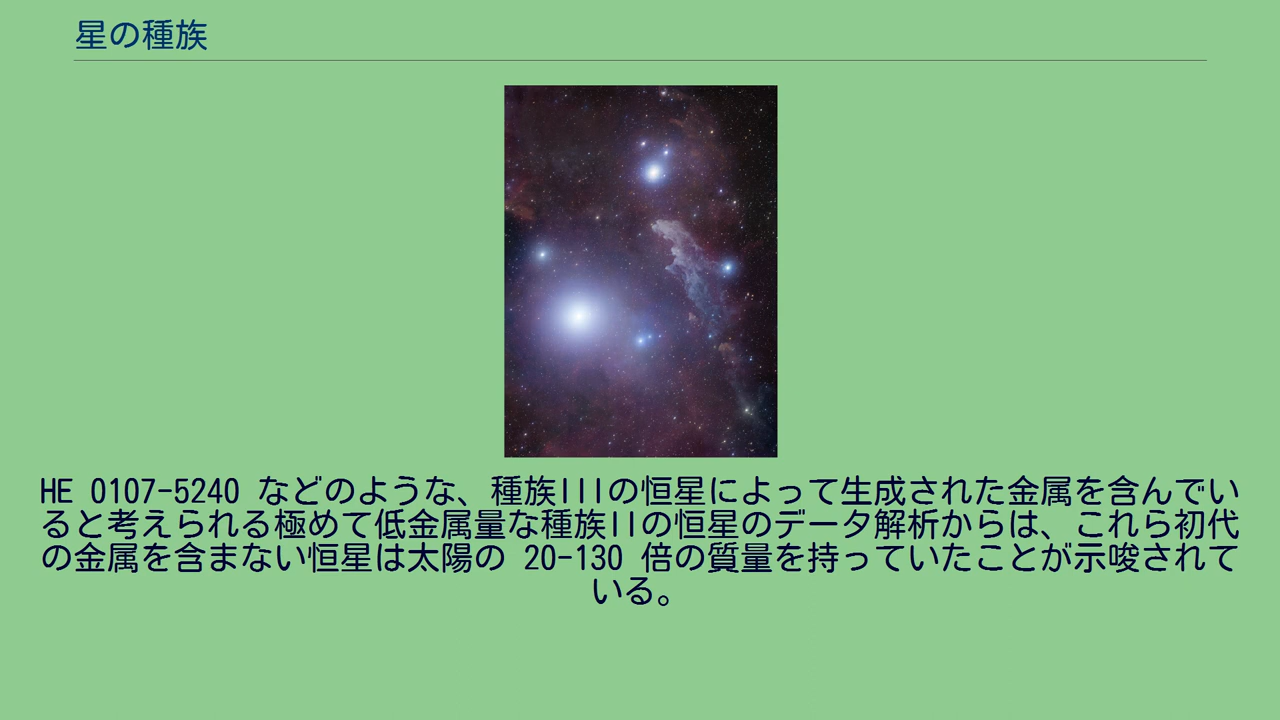 星の種族
HE 0107-5240 などのような、種族IIIの恒星によって生成された金属を含んでい
ると考えられる極めて低金属量な種族IIの恒星のデータ解析からは、これら初代
の金属を含まない恒星は太陽の 20-130 倍の質量を持っていたことが示唆されて
いる。